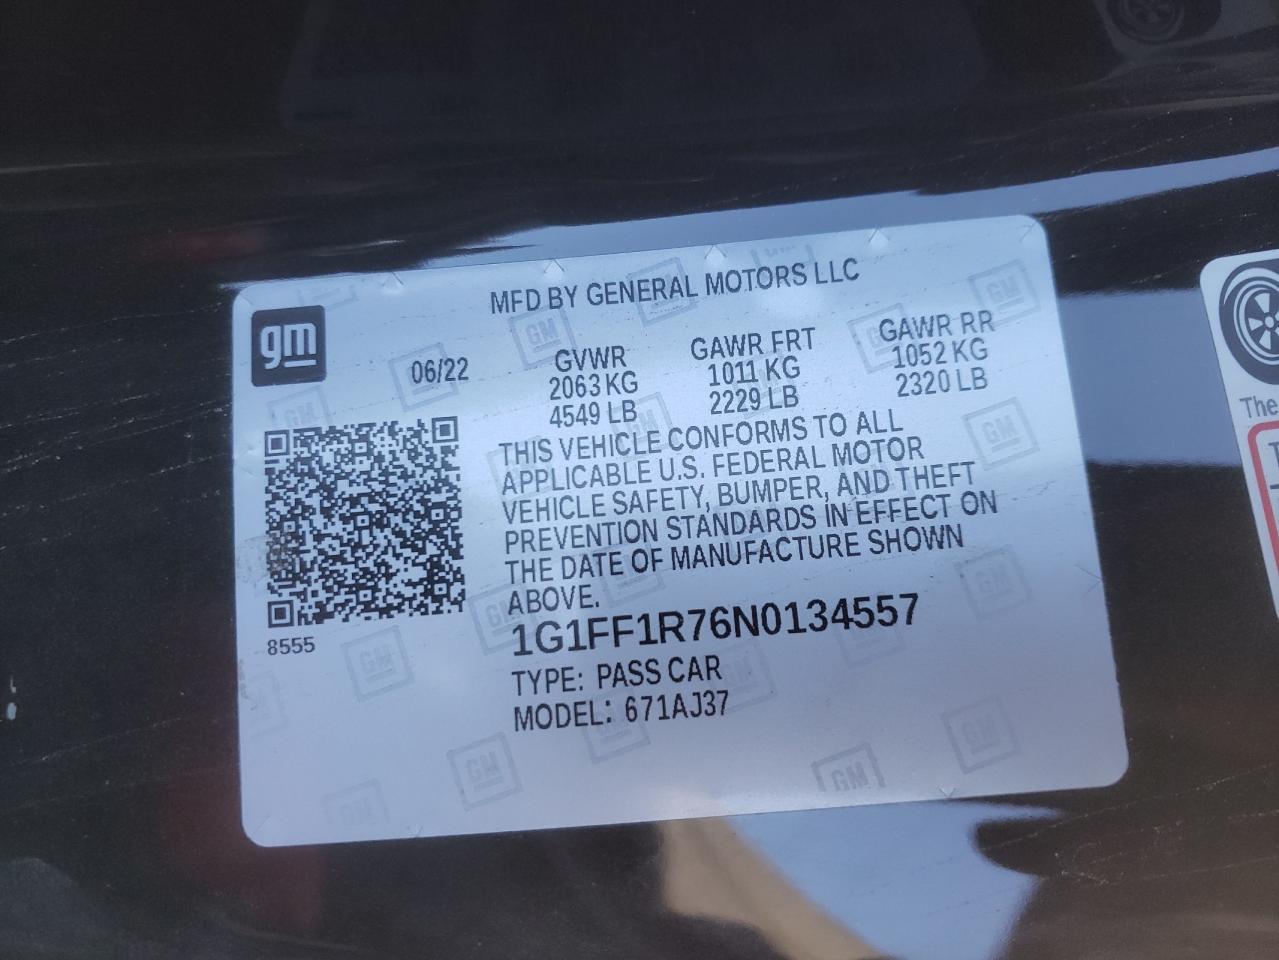 MFD BY GENERAL MOTORS LLC
gm
06/22 GVWR GAWR FRT GAWR RR
2063 KG 1011 KG 1052 KG
4549 LB 2229 LB 2320 LB
THIS VEHICLE CONFORMS TO ALL
APPLICABLE U.S. FEDERAL MOTOR
VEHICLE SAFETY, BUMPER, AND THEFT
PREVENTION STANDARDS IN EFFECT ON
THE DATE OF MANUFACTURE SHOWN
ABOVE.
8555
1G1FF1R76N0134557
TYPE: PASS CAR
MODEL: 671AJ37
The